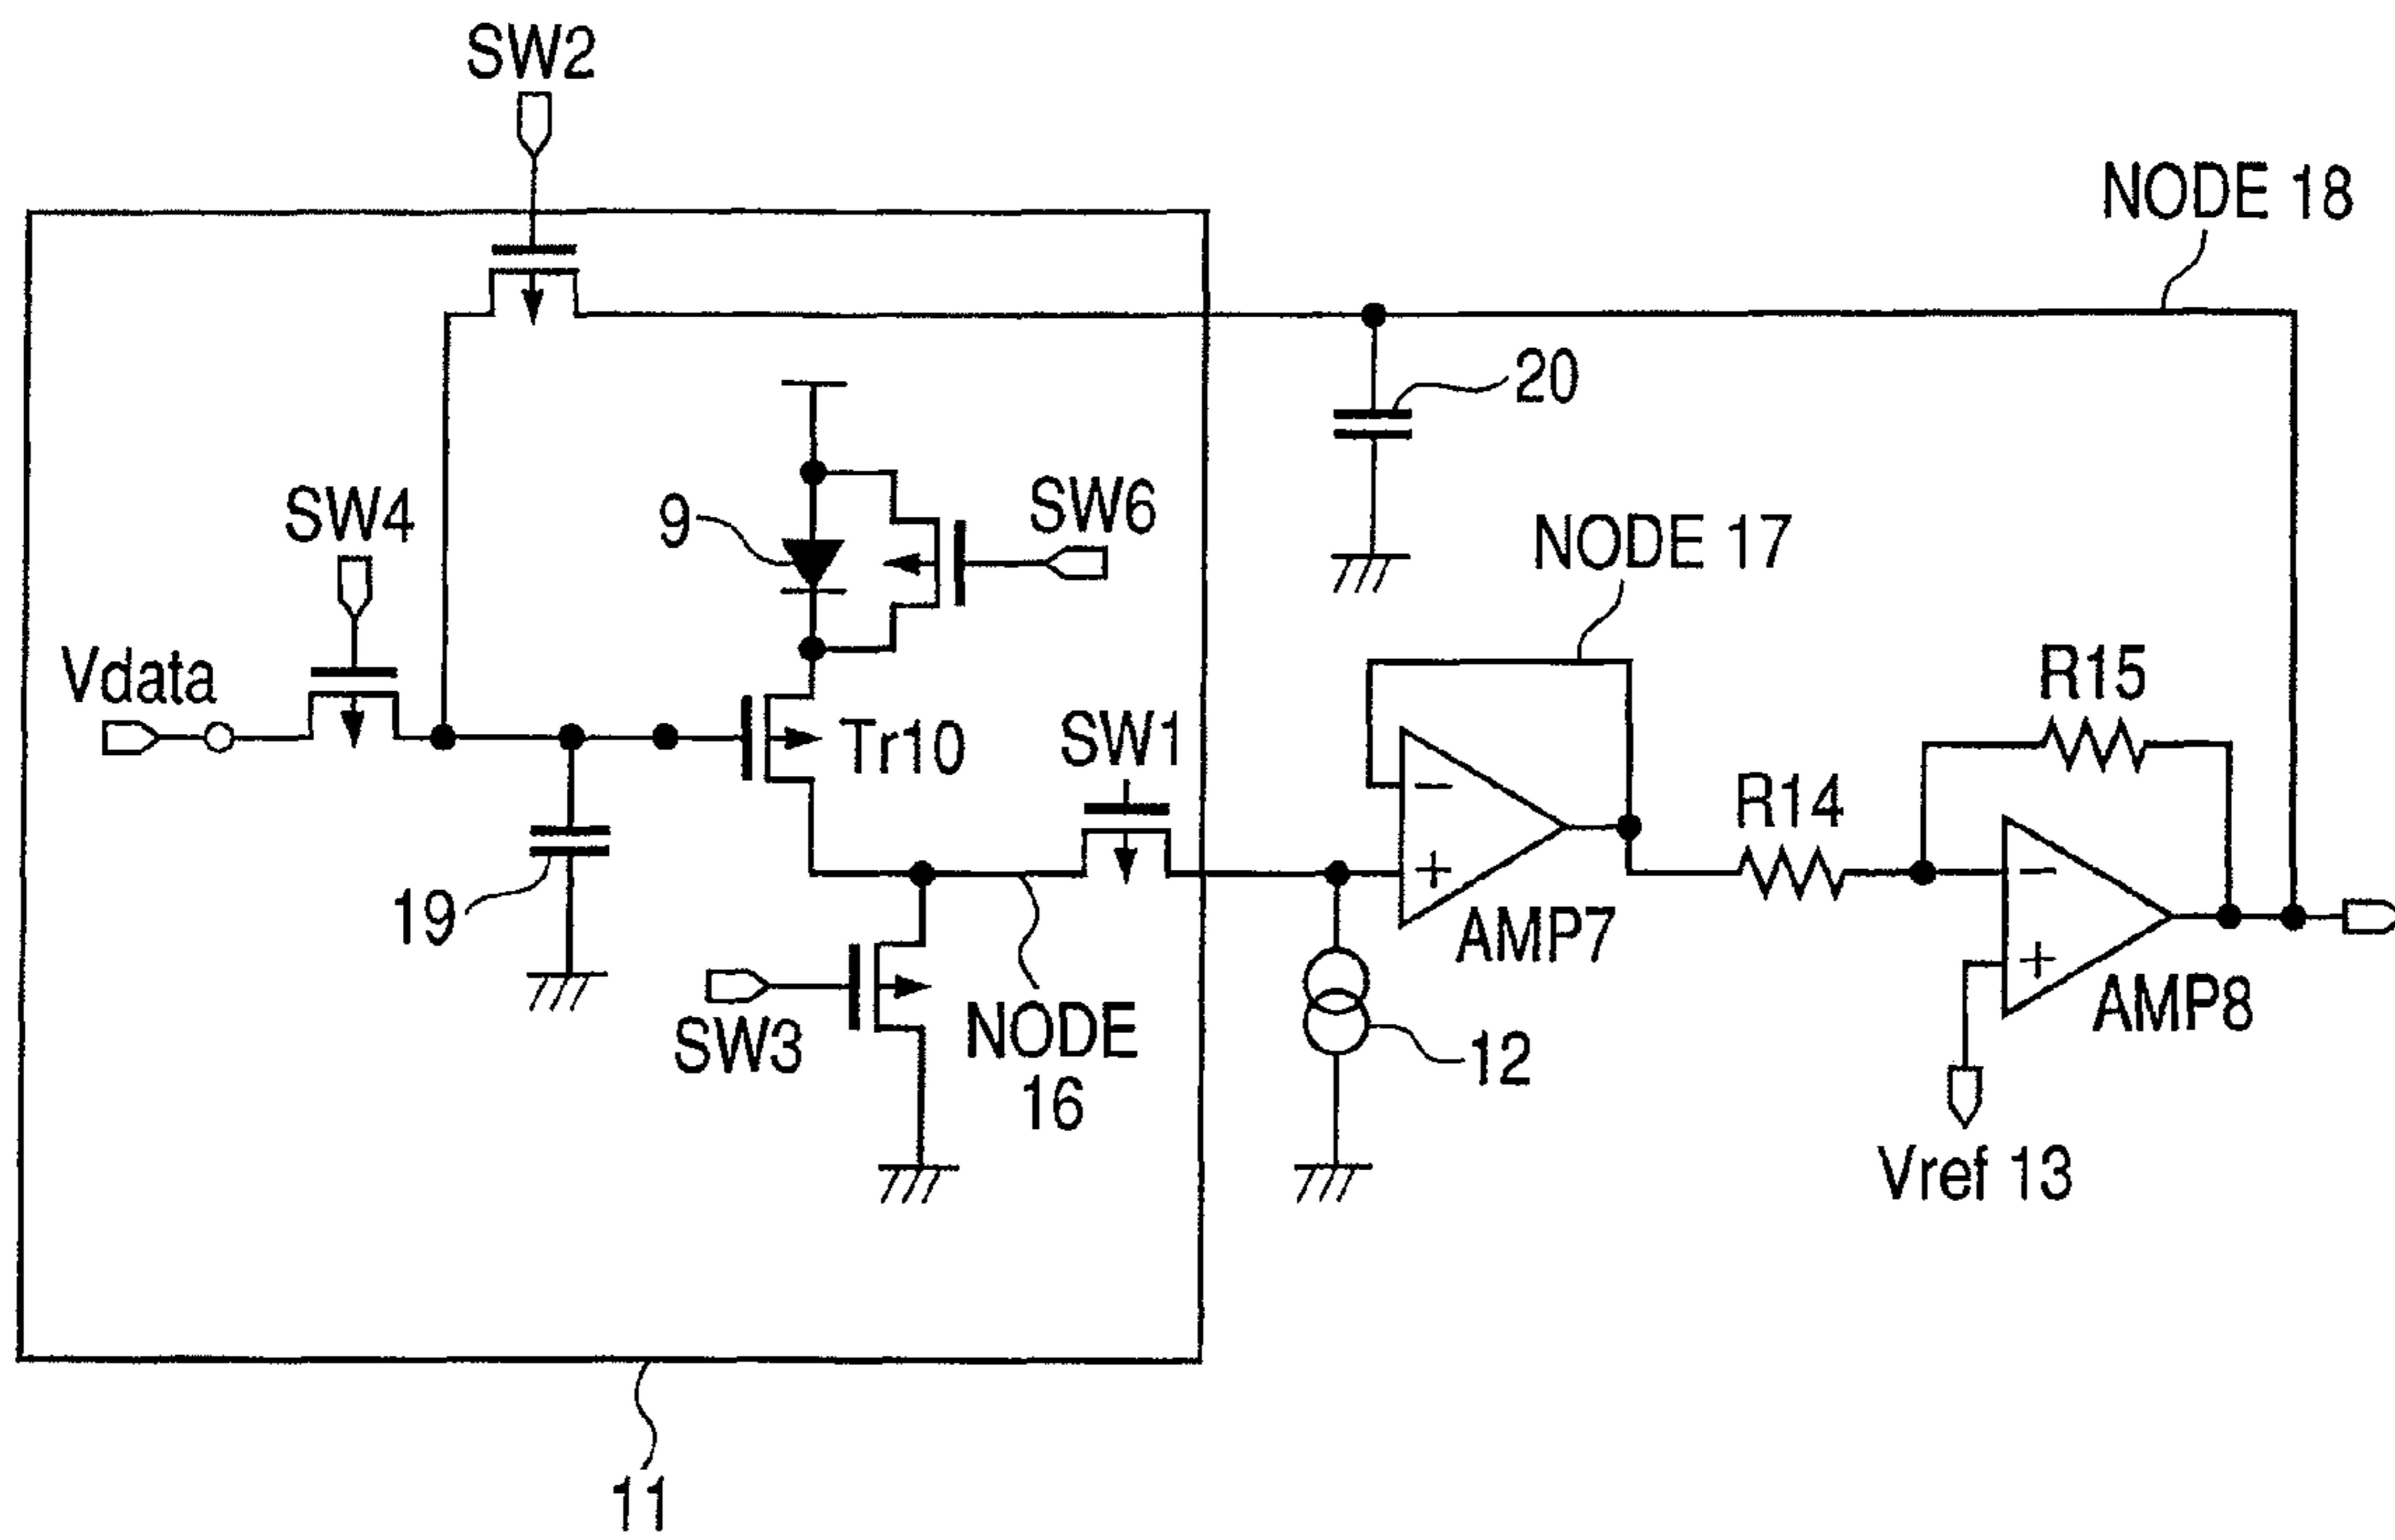 SW2
NODE 18
20
SW4
9
SW6
NODE 17
Vdata
R15
Tr10
SW1
R14
−
+
AMP7
19
−
+
AMP8
SW3
NODE
16
12
Vref 13
11